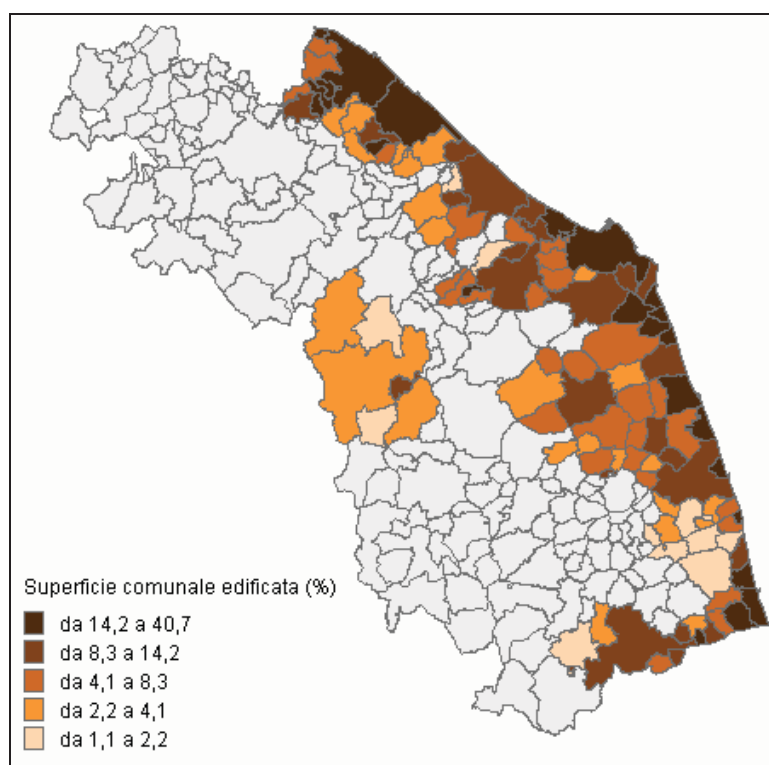 Superficie comunale edificata (%)
da 14,2 a 40,7
da 8,3 a 14,2
da 4,1 a 8,3
da 2,2 a 4,1
da 1,1 a 2,2